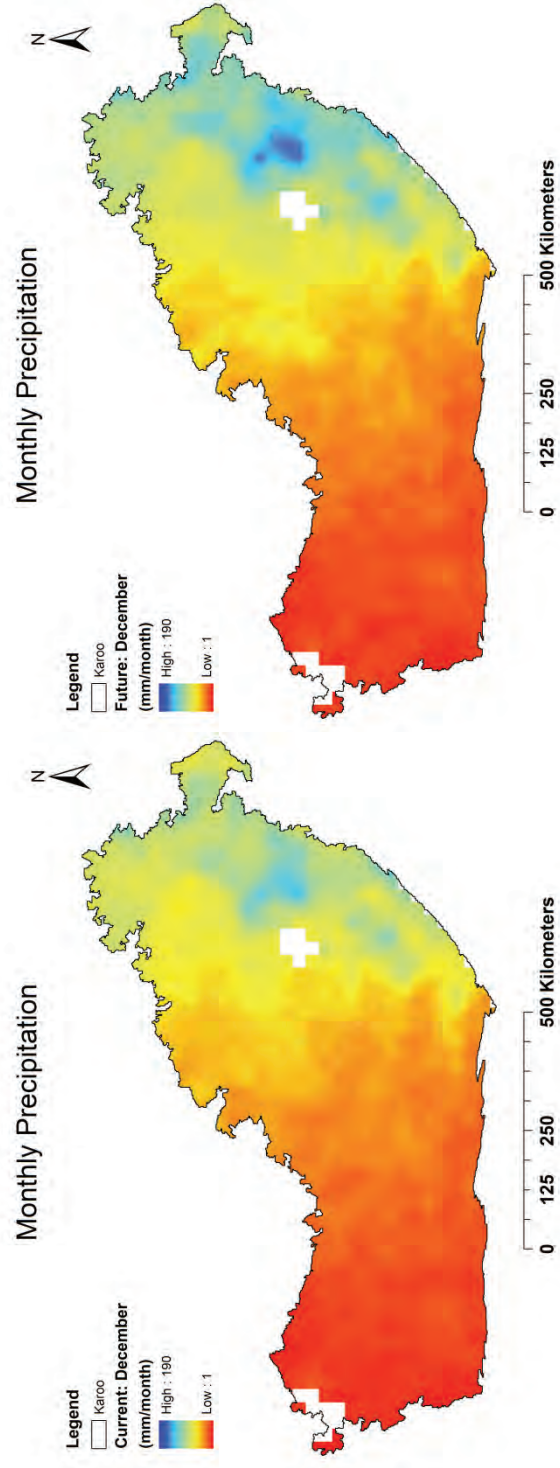 Monthly Precipitation
N
Legend
Karoo
Current: December
(mm/month)
High : 190
Low : 1
0 125 250 500 Kilometers
Monthly Precipitation
N
Legend
Karoo
Future: December
(mm/month)
High : 190
Low : 1
0 125 250 500 Kilometers